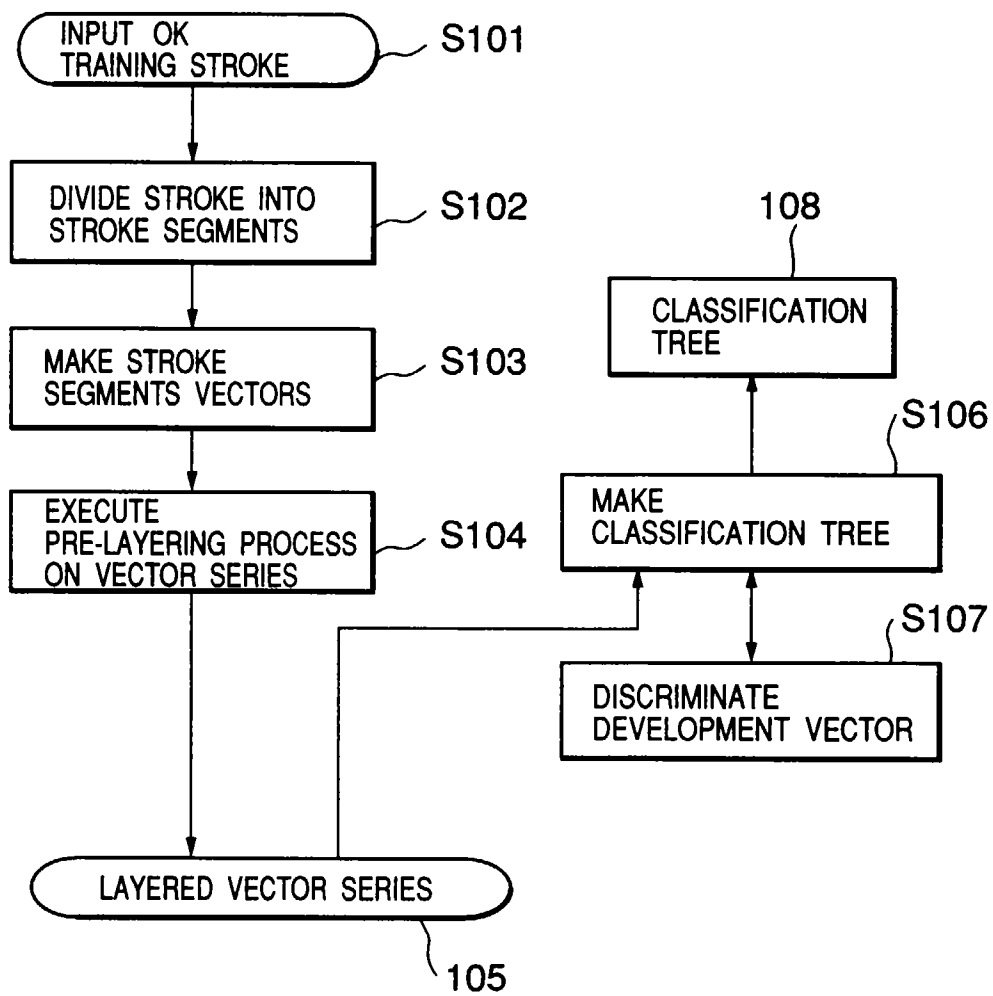 INPUT OK
TRAINING STROKE
S101
DIVIDE STROKE INTO
STROKE SEGMENTS
S102
MAKE STROKE
SEGMENTS VECTORS
S103
EXECUTE
PRE-LAYERING PROCESS
ON VECTOR SERIES
S104
LAYERED VECTOR SERIES
105
108
CLASSIFICATION
TREE
S106
MAKE
CLASSIFICATION TREE
S107
DISCRIMINATE
DEVELOPMENT VECTOR